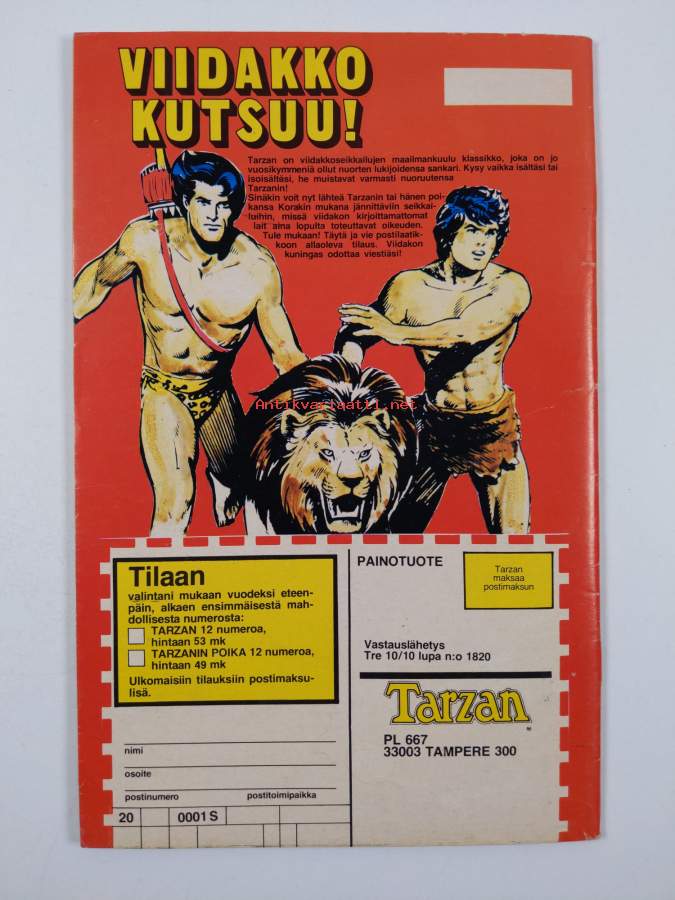 VIIDAKKO
KUTSUU!
Tarzan on viidakkoseikkailujen maailmankuulu klassikko, joka on jo
vuosikymmeniä ollut nuorten lukijoidensa sankari. Kysy vaikka isältäsi tai
isoisältäsi, he muistavat varmasti nuoruutensa
Tarzanin!
Sinäkin voit nyt lähteä Tarzanin tai hänen poi-
kansa Korakin mukana jännittäviin seikkai-
luihin, missä viidakon kirjoittamattomat
lait aina lopulta toteuttavat oikeuden.
Tule mukaan! Täytä ja vie postilaatik-
koon allaoleva tilaus. Viidakon
kuningas odottaa viestiäsi!
Antikvariaatti.net
Tilaan
valintani mukaan vuodeksi eteen-
päin, alkaen ensimmäisestä mah-
dollisesta numerosta:
TARZAN 12 numeroa,
hintaan 53 mk
TARZANIN POIKA 12 numeroa,
hintaan 49 mk
Ulkomaisiin tilauksiin postimaksu-
lisä.
nimi
osoite
postinumero postitoimipaikka
20 0001 S
PAINOTUOTE
Tarzan
maksaa
postimaksun
Vastauslähetys
Tre 10/10 lupa n:o 1820
Tarzan
PL 667
33003 TAMPERE 300